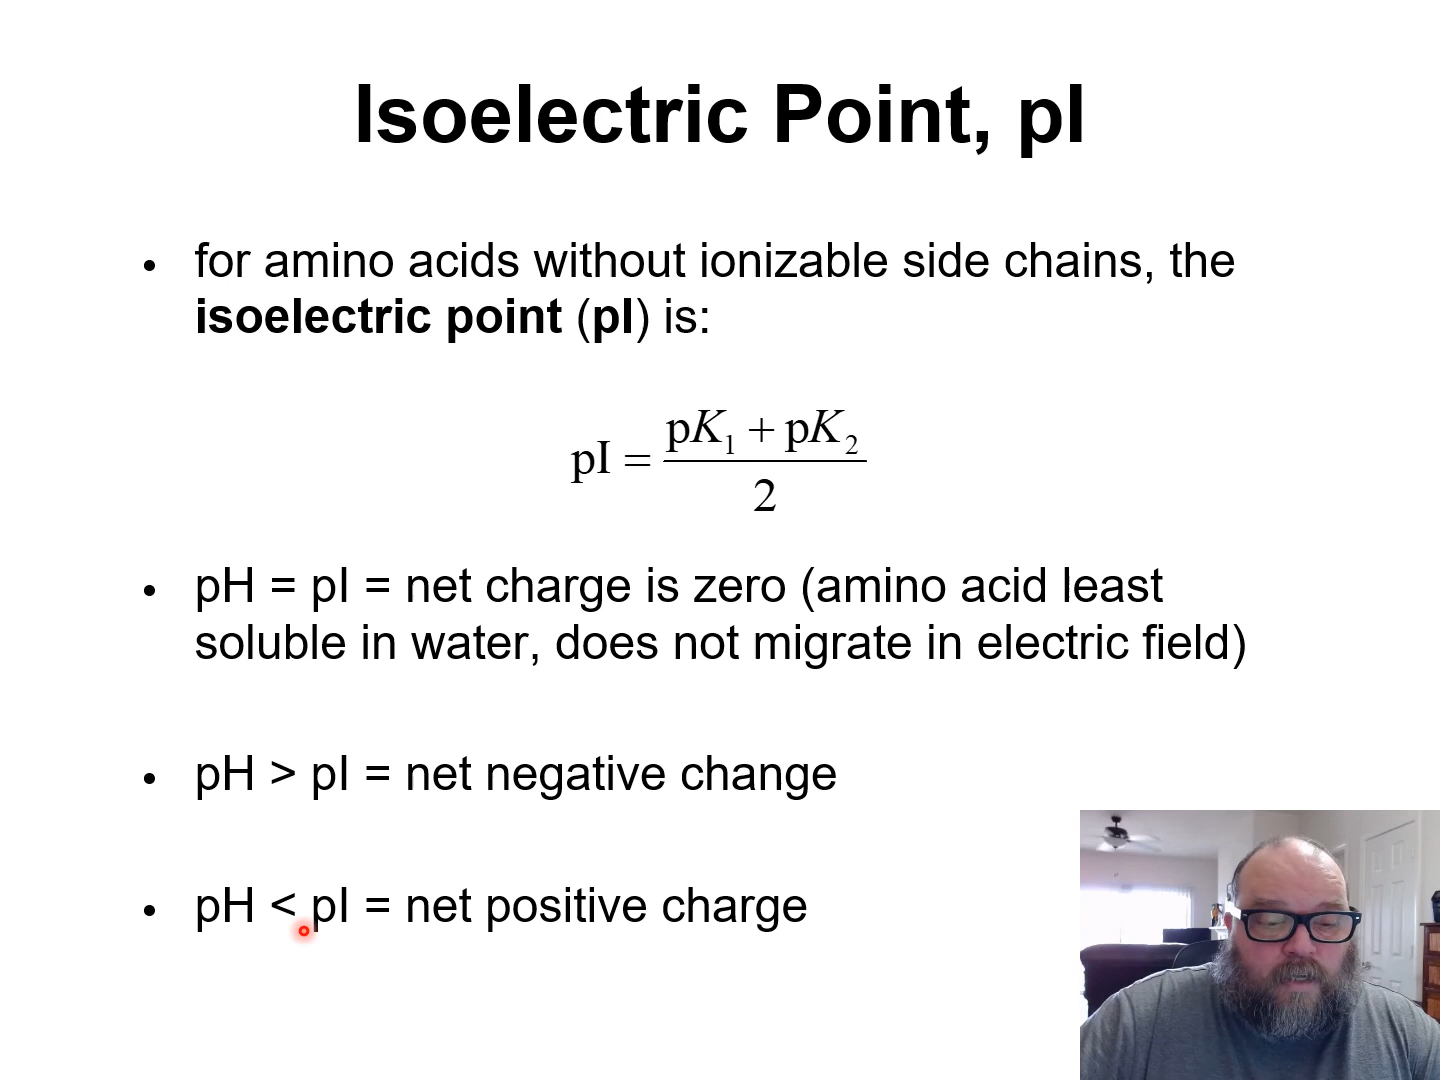 Isoelectric Point, pI
• for amino acids without ionizable side chains, the
isoelectric point (pI) is:
pI = (pK₁ + pK₂) / 2
• pH = pI = net charge is zero (amino acid least
soluble in water, does not migrate in electric field)
• pH > pI = net negative change
• pH < pI = net positive charge